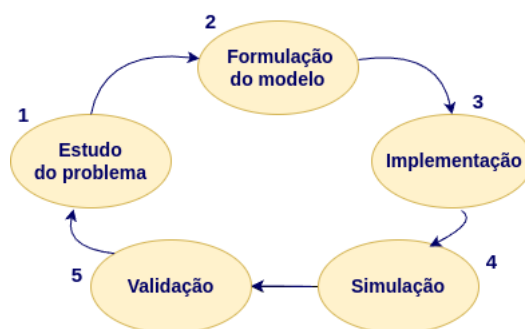 1
Estudo
do problema
2
Formulação
do modelo
3
Implementação
4
Simulação
5
Validação